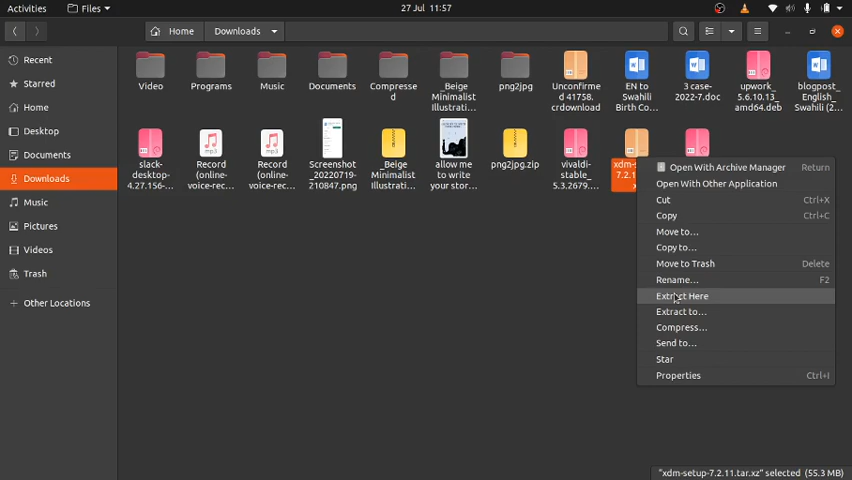 Activities
Files
27 Jul 11:57
Home
Downloads
Recent
Starred
Home
Desktop
Documents
Downloads
Music
Pictures
Videos
Trash
Other Locations
Video
Programs
Music
Documents
Compresse
d
_Beige
Minimalist
Illustrati...
png2jpg
Unconfirme
d 41758.
crdownload
EN to
Swahili
Birth Co...
3 case-
2022-7.doc
upwork_
5.6.10.13_
amd64.deb
blogpost_
English_
Swahili (2...
slack-
desktop-
4.27.156-...
Record
(online-
voice-rec...
Record
(online-
voice-rec...
Screenshot
_20220719-
210847.png
_Beige
Minimalist
Illustrati...
allow me
to write
your stor...
png2jpg.zip
vivaldi-
stable_
5.3.2679....
xdm-set
7.2.1
x
Open With Archive Manager Return
Open With Other Application
Cut Ctrl+X
Copy Ctrl+C
Move to...
Copy to...
Move to Trash Delete
Rename... F2
Extract Here
Extract to...
Compress...
Send to...
Star
Properties Ctrl+I
"xdm-setup-7.2.11.tar.xz" selected (55.3 MB)